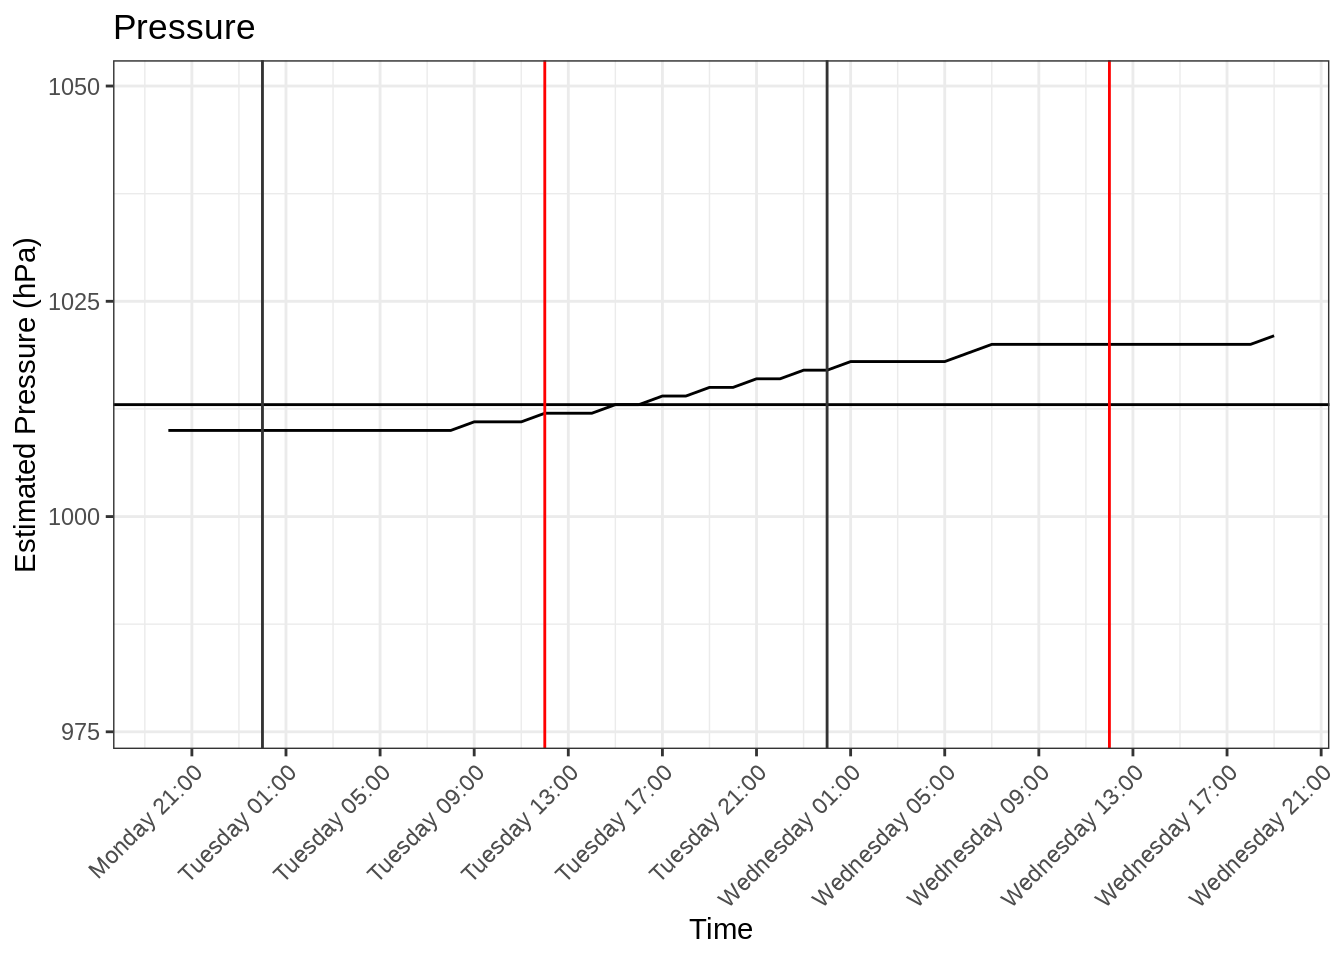 Pressure
Estimated Pressure (hPa)
1050
1025
1000
975
Monday 21:00
Tuesday 01:00
Tuesday 05:00
Tuesday 09:00
Tuesday 13:00
Tuesday 17:00
Tuesday 21:00
Wednesday 01:00
Wednesday 05:00
Wednesday 09:00
Wednesday 13:00
Wednesday 17:00
Wednesday 21:00
Time